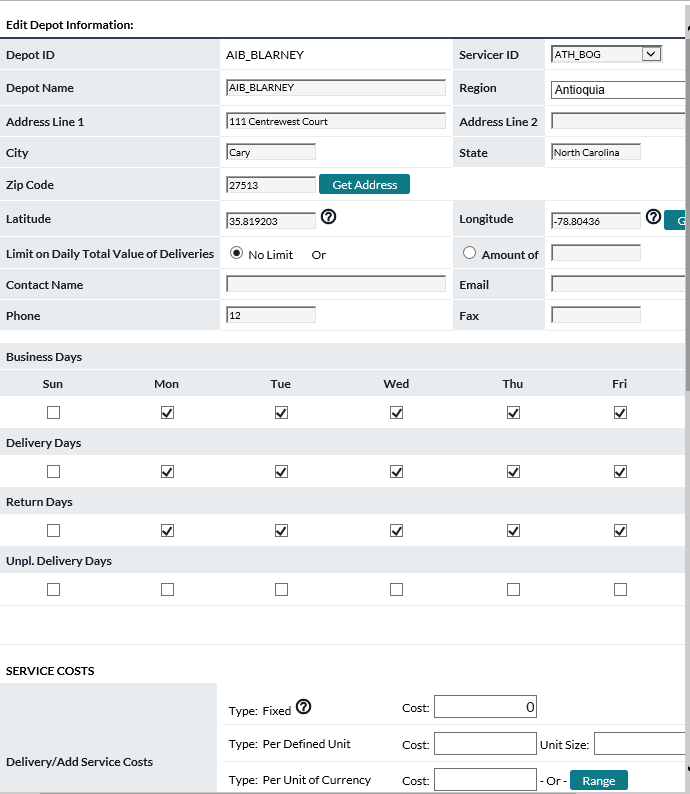 Edit Depot Information:
Depot ID AIB_BLARNEY Servicer ID ATH_BOG
Depot Name AIB_BLARNEY Region Antioquia
Address Line 1 111 Centrewest Court Address Line 2
City Cary State North Carolina
Zip Code 27513 Get Address
Latitude 35.819203 Longitude -78.80436 G
Limit on Daily Total Value of Deliveries No Limit Or Amount of
Contact Name Email
Phone 12 Fax
Business Days
Sun Mon Tue Wed Thu Fri
Delivery Days
Return Days
Unpl. Delivery Days
SERVICE COSTS
Type: Fixed Cost: 0
Type: Per Defined Unit Cost: Unit Size:
Delivery/Add Service Costs
Type: Per Unit of Currency Cost: - Or - Range